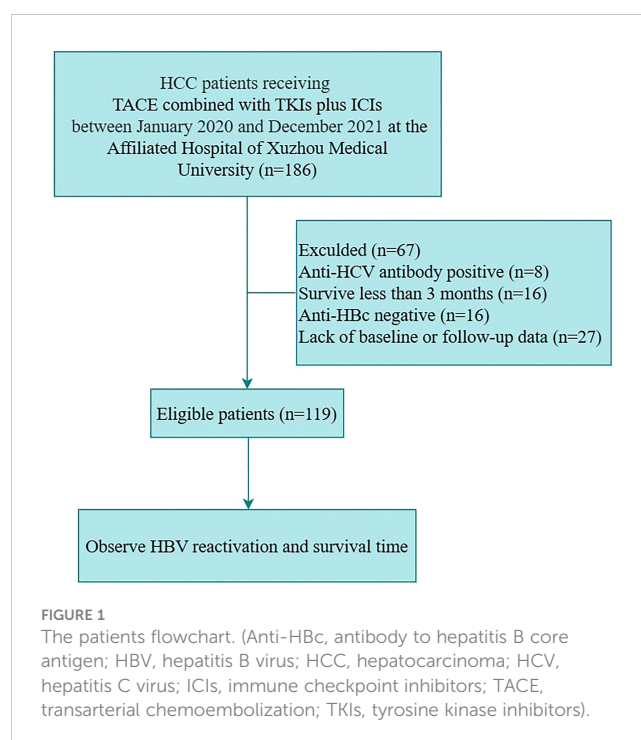 HCC patients receiving
TACE combined with TKIs plus ICIs
between January 2020 and December 2021 at the
Affiliated Hospital of Xuzhou Medical
University (n=186)
Exculded (n=67)
Anti-HCV antibody positive (n=8)
Survive less than 3 months (n=16)
Anti-HBc negative (n=16)
Lack of baseline or follow-up data (n=27)
Eligible patients (n=119)
Observe HBV reactivation and survival time
FIGURE 1
The patients flowchart. (Anti-HBc, antibody to hepatitis B core
antigen; HBV, hepatitis B virus; HCC, hepatocarcinoma; HCV,
hepatitis C virus; ICIs, immune checkpoint inhibitors; TACE,
transarterial chemoembolization; TKIs, tyrosine kinase inhibitors).